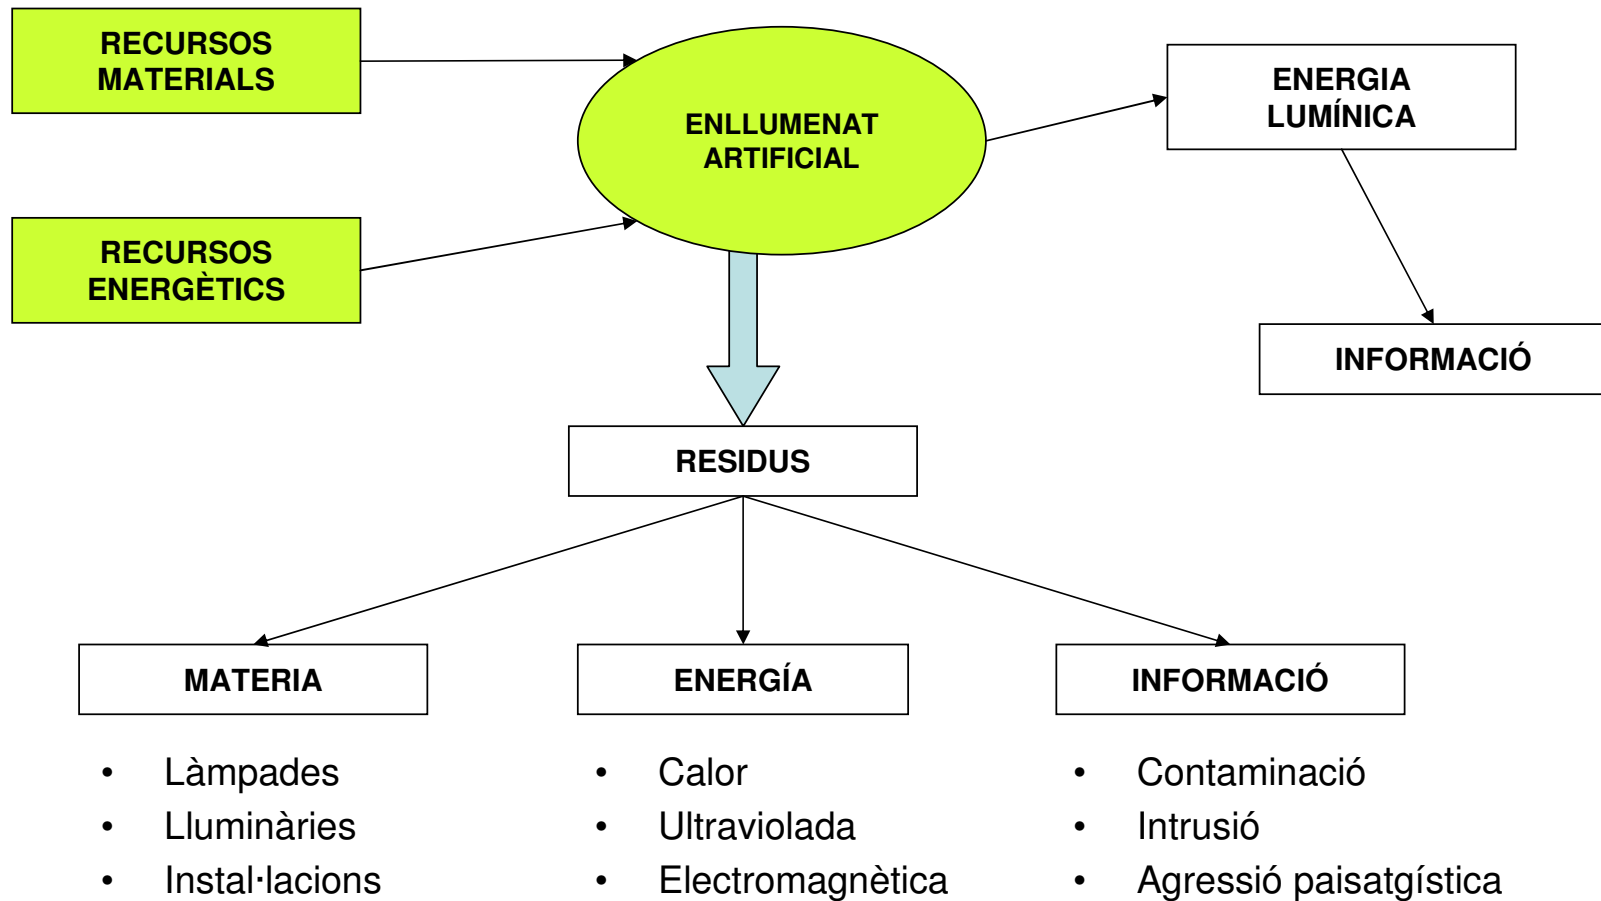 RECURSOS
MATERIALS
ENLLUMENAT
ARTIFICIAL
ENERGIA
LUMÍNICA
RECURSOS
ENERGÈTICS
INFORMACIÓ
RESIDUS
MATERIA
ENERGÍA
INFORMACIÓ
• Làmpades
• Lluminàries
• Instal·lacions
• Calor
• Ultraviolada
• Electromagnètica
• Contaminació
• Intrusió
• Agressió paisatgística